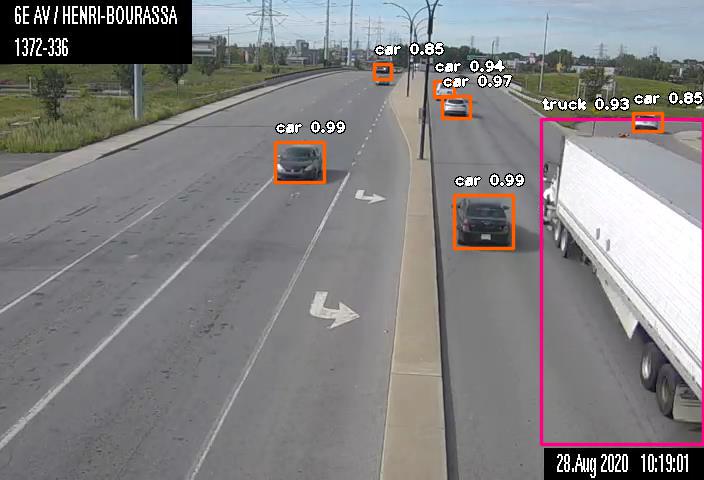 6E AV / HENRI-BOURASSA
1372-336
car 0.85
car 0.94
car 0.97
truck 0.93
car 0.85
car 0.99
car 0.99
28.Aug 2020 10:19:01